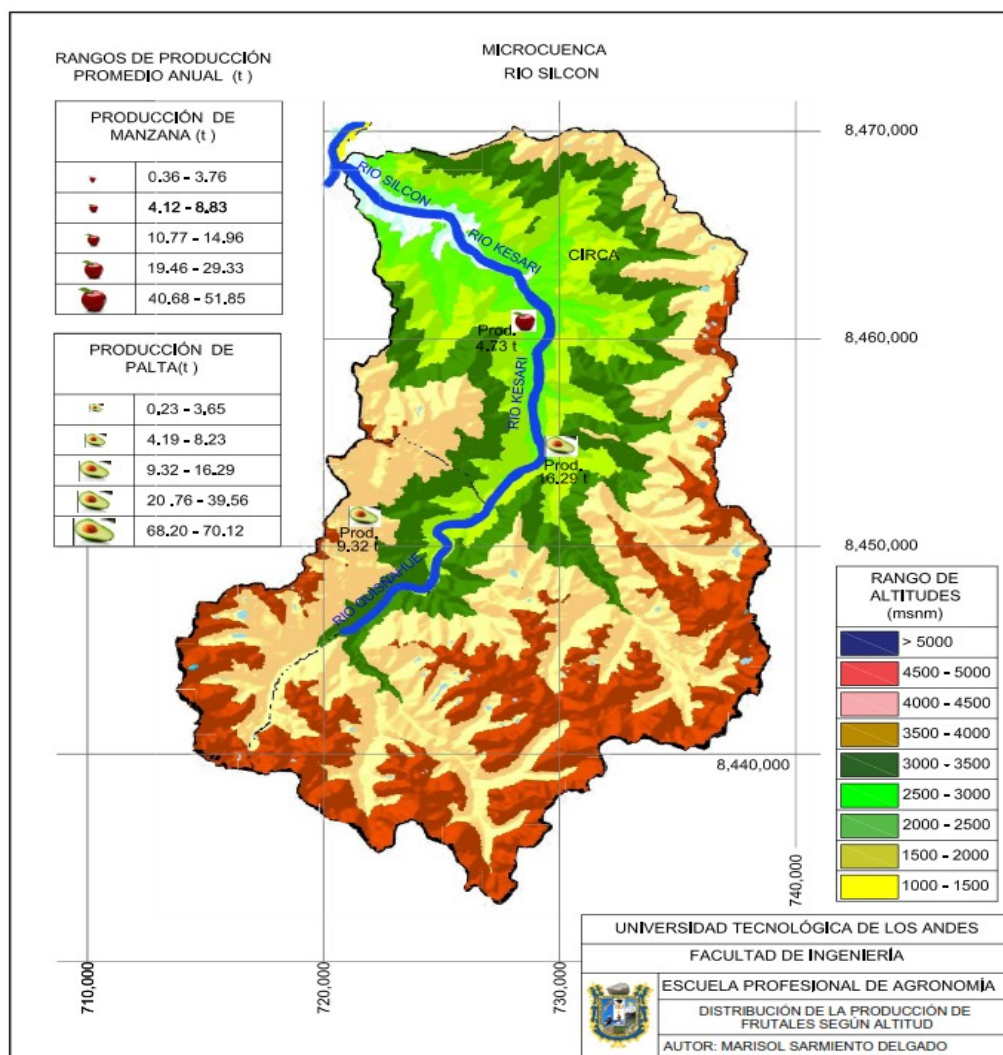 RANGOS DE PRODUCCIÓN
PROMEDIO ANUAL (t )
PRODUCCIÓN DE
MANZANA (t )
0.36 - 3.76
4.12 - 8.83
10.77 - 14.96
19.46 - 29.33
40.68 - 51.85
PRODUCCIÓN DE
PALTA(t )
0.23 - 3.65
4.19 - 8.23
9.32 - 16.29
20 .76 - 39.56
68.20 - 70.12
MICROCUENCA
RIO SILCON
8,470,000
RIO SILCON
RIO KESARI
CIRCA
Prod.
4.73 t
8,460,000
RIO KESARI
Prod.
16.29 t
Prod.
9.32 t
8,450,000
RIO QUISÑAHUE
8,440,000
710,000
720,000
730,000
740,000
RANGO DE
ALTITUDES
(msnm)
> 5000
4500 - 5000
4000 - 4500
3500 - 4000
3000 - 3500
2500 - 3000
2000 - 2500
1500 - 2000
1000 - 1500
UNIVERSIDAD TECNOLÓGICA DE LOS ANDES
FACULTAD DE INGENIERÍA
ESCUELA PROFESIONAL DE AGRONOMÍA
DISTRIBUCIÓN DE LA PRODUCCIÓN DE
FRUTALES SEGÚN ALTITUD
AUTOR: MARISOL SARMIENTO DELGADO